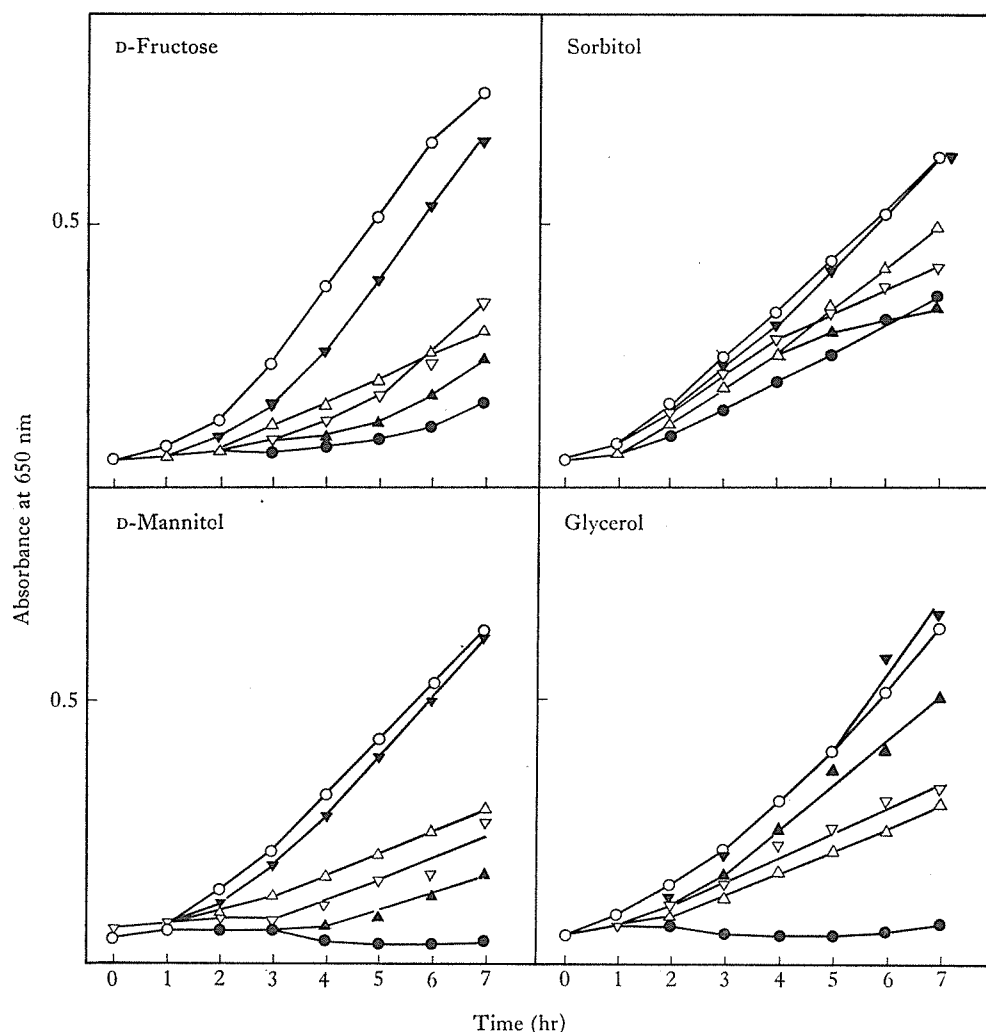 D-Fructose
Sorbitol
0.5
D-Mannitol
Glycerol
0.5
Absorbance at 650 nm
0 1 2 3 4 5 6 7
0 1 2 3 4 5 6 7
Time (hr)